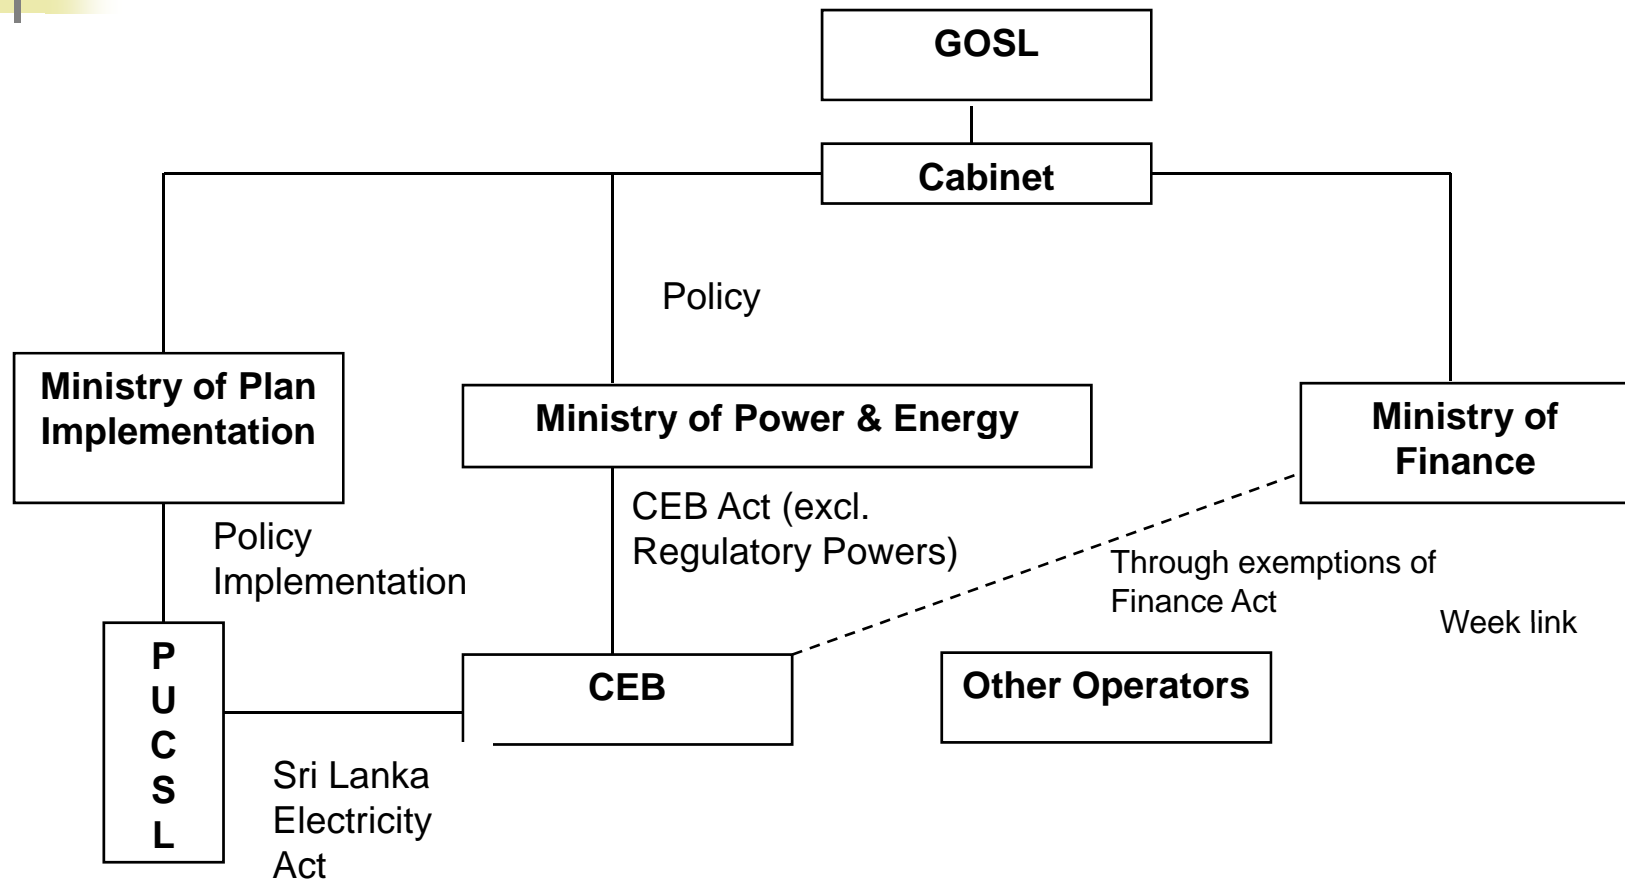 GOSL
Cabinet
Policy
Ministry of Plan
Implementation
Ministry of Power & Energy
Ministry of
Finance
CEB Act (excl.
Regulatory Powers)
Policy
Implementation
Through exemptions of
Finance Act
Week link
P
U
C
S
L
CEB
Other Operators
Sri Lanka
Electricity
Act